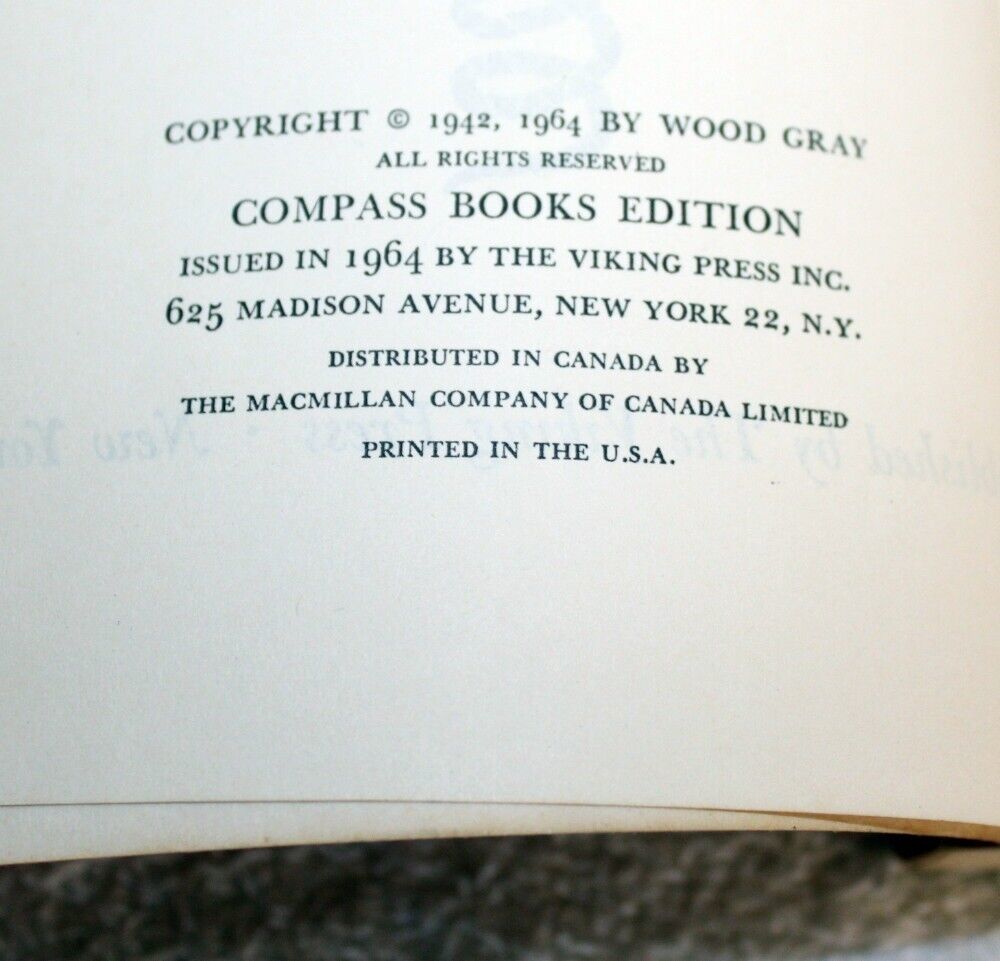 COPYRIGHT © 1942, 1964 BY WOOD GRAY
ALL RIGHTS RESERVED
COMPASS BOOKS EDITION
ISSUED IN 1964 BY THE VIKING PRESS INC.
625 MADISON AVENUE, NEW YORK 22, N.Y.
DISTRIBUTED IN CANADA BY
THE MACMILLAN COMPANY OF CANADA LIMITED
PRINTED IN THE U.S.A.